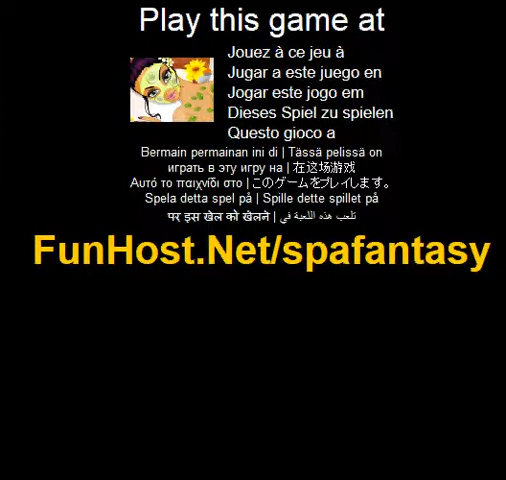 Play this game at
Jouez à ce jeu à
Jugar a este juego en
Jogar este jogo em
Dieses Spiel zu spielen
Questo gioco a
Bermain permainan ini di | Tässä pelissä on
играть в эту игру на | 在这场游戏
Αυτό το παιχνίδι στο | このゲームをプレイします。
Spela detta spel på | Spille dette spillet på
पर इस खेल को खेलने | تلعب هذه اللعبة في
FunHost.Net/spafantasy